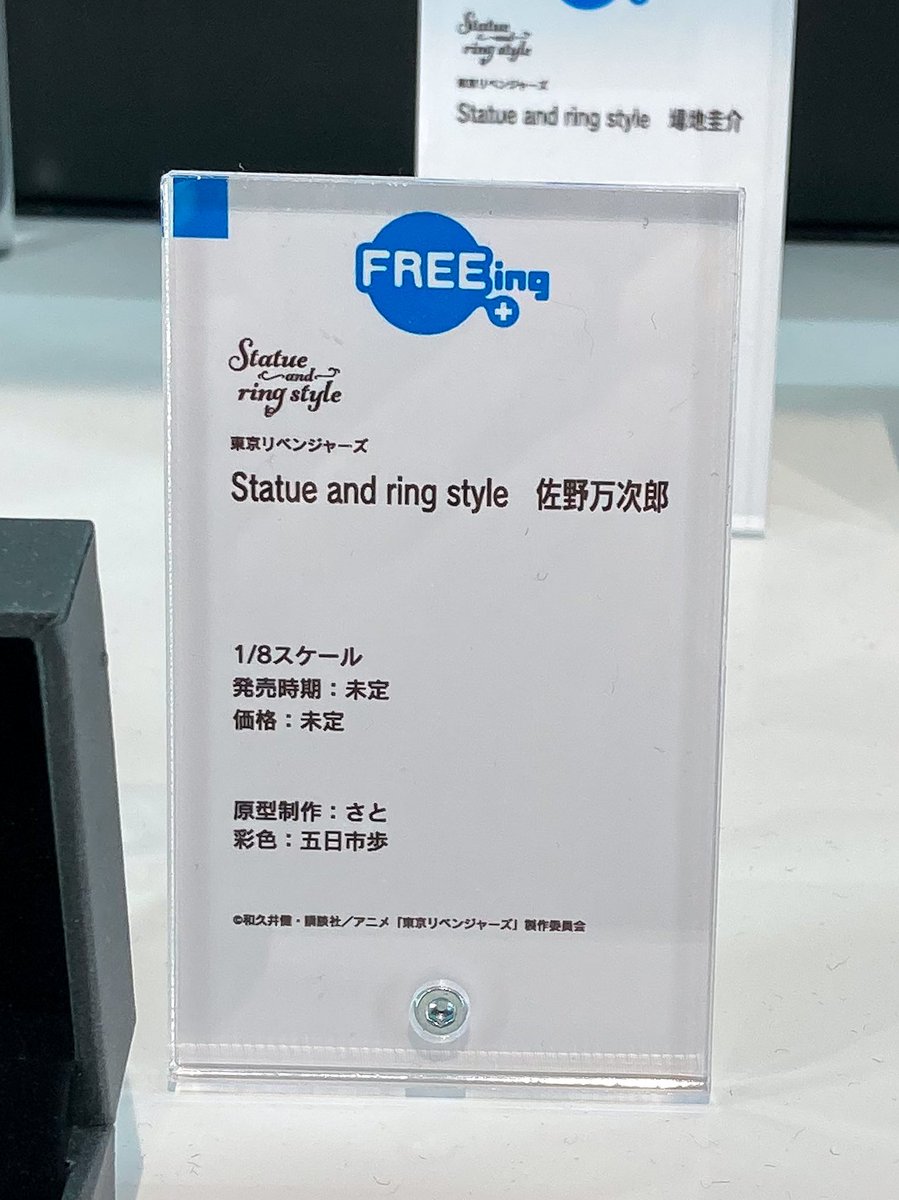 Statue
and
ring style
東京リベンジャーズ
Statue and ring style 場地圭介
FREEing
Statue
and
ring style
東京リベンジャーズ
Statue and ring style 佐野万次郎
1/8スケール
発売時期：未定
価格：未定
原型制作：さと
彩色：五日市歩
©和久井健・講談社／アニメ「東京リベンジャーズ」製作委員会